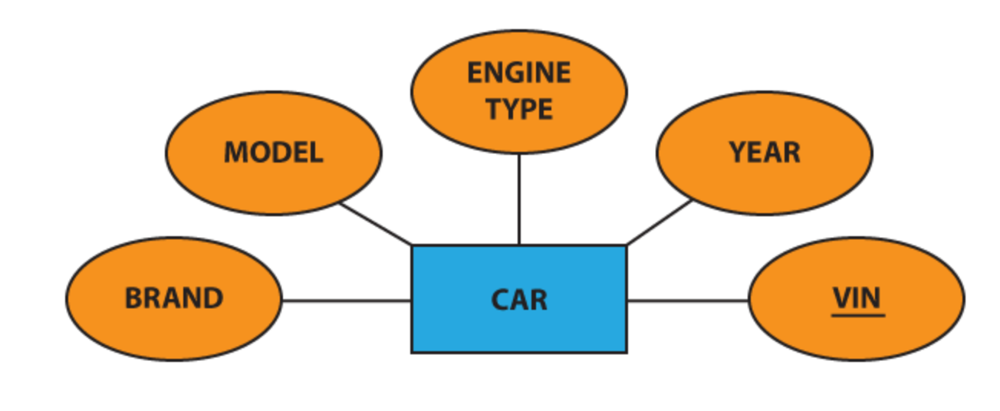 ENGINE
TYPE
MODEL
YEAR
BRAND
CAR
VIN